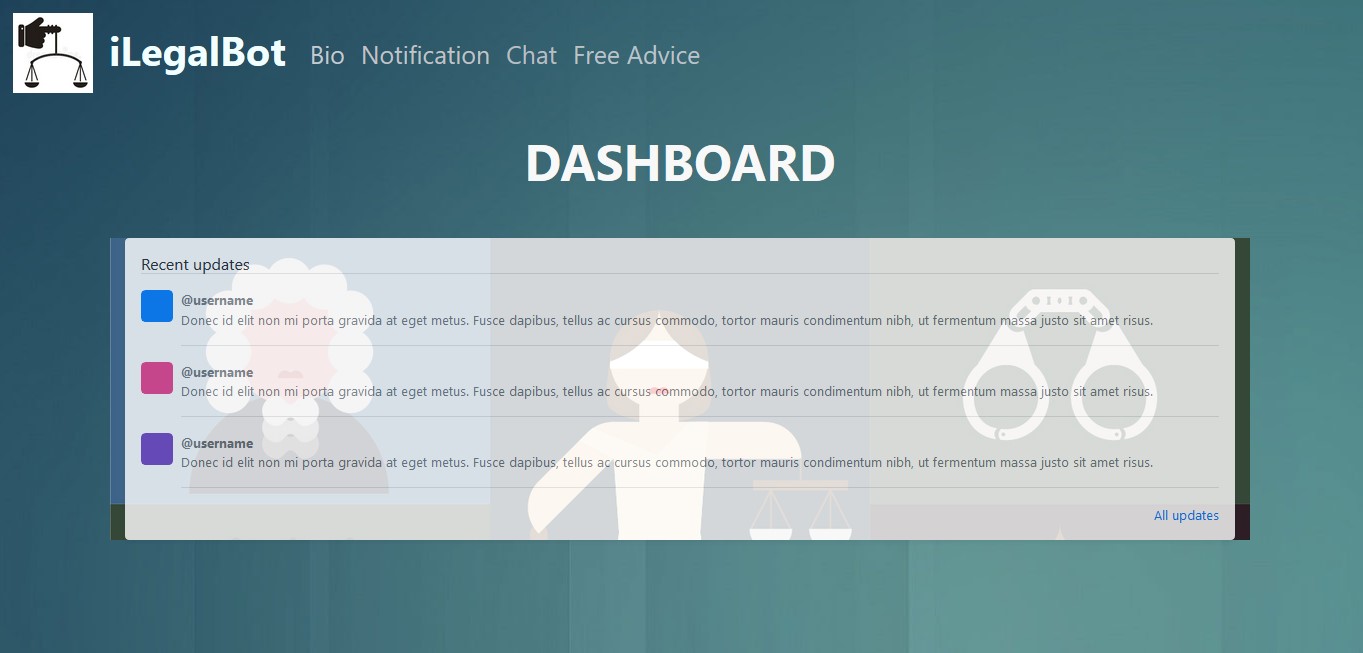 iLegalBot Bio Notification Chat Free Advice
DASHBOARD
Recent updates
@username
Donec id elit non mi porta gravida at eget metus. Fusce dapibus, tellus ac cursus commodo, tortor mauris condimentum nibh, ut fermentum massa justo sit amet risus.
@username
Donec id elit non mi porta gravida at eget metus. Fusce dapibus, tellus ac cursus commodo, tortor mauris condimentum nibh, ut fermentum massa justo sit amet risus.
@username
Donec id elit non mi porta gravida at eget metus. Fusce dapibus, tellus ac cursus commodo, tortor mauris condimentum nibh, ut fermentum massa justo sit amet risus.
All updates